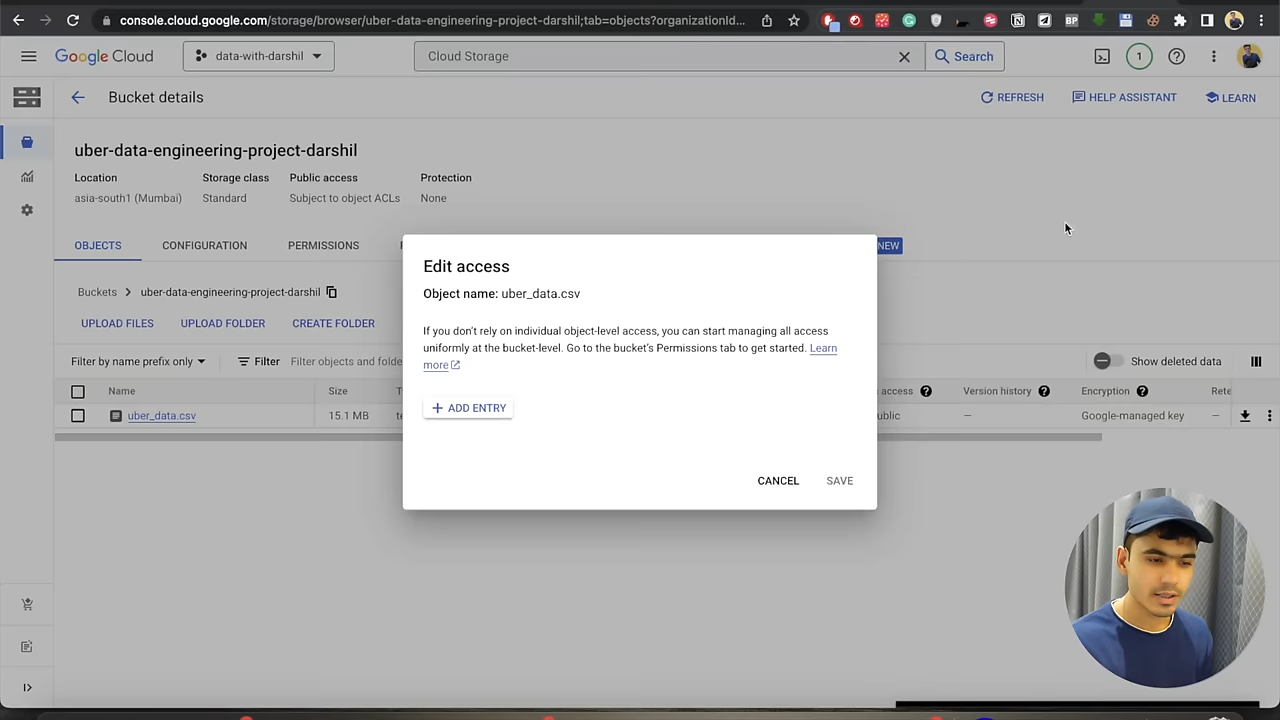 console.cloud.google.com/storage/browser/uber-data-engineering-project-darshil;tab=objects?organizationId...
Google Cloud
data-with-darshil
Cloud Storage
Search
1
Bucket details
REFRESH
HELP ASSISTANT
LEARN
uber-data-engineering-project-darshil
Location
Storage class
Public access
Protection
asia-south1 (Mumbai)
Standard
Subject to object ACLs
None
OBJECTS
CONFIGURATION
PERMISSIONS
NEW
Edit access
Object name: uber_data.csv
If you don't rely on individual object-level access, you can start managing all access
uniformly at the bucket-level. Go to the bucket's Permissions tab to get started. Learn
more
+ ADD ENTRY
CANCEL
SAVE
Buckets > uber-data-engineering-project-darshil
UPLOAD FILES
UPLOAD FOLDER
CREATE FOLDER
Filter by name prefix only
Filter
Filter objects and folde
Show deleted data
Name
Size
access
Version history
Encryption
Rete
uber_data.csv
15.1 MB
ublic
—
Google-managed key
—